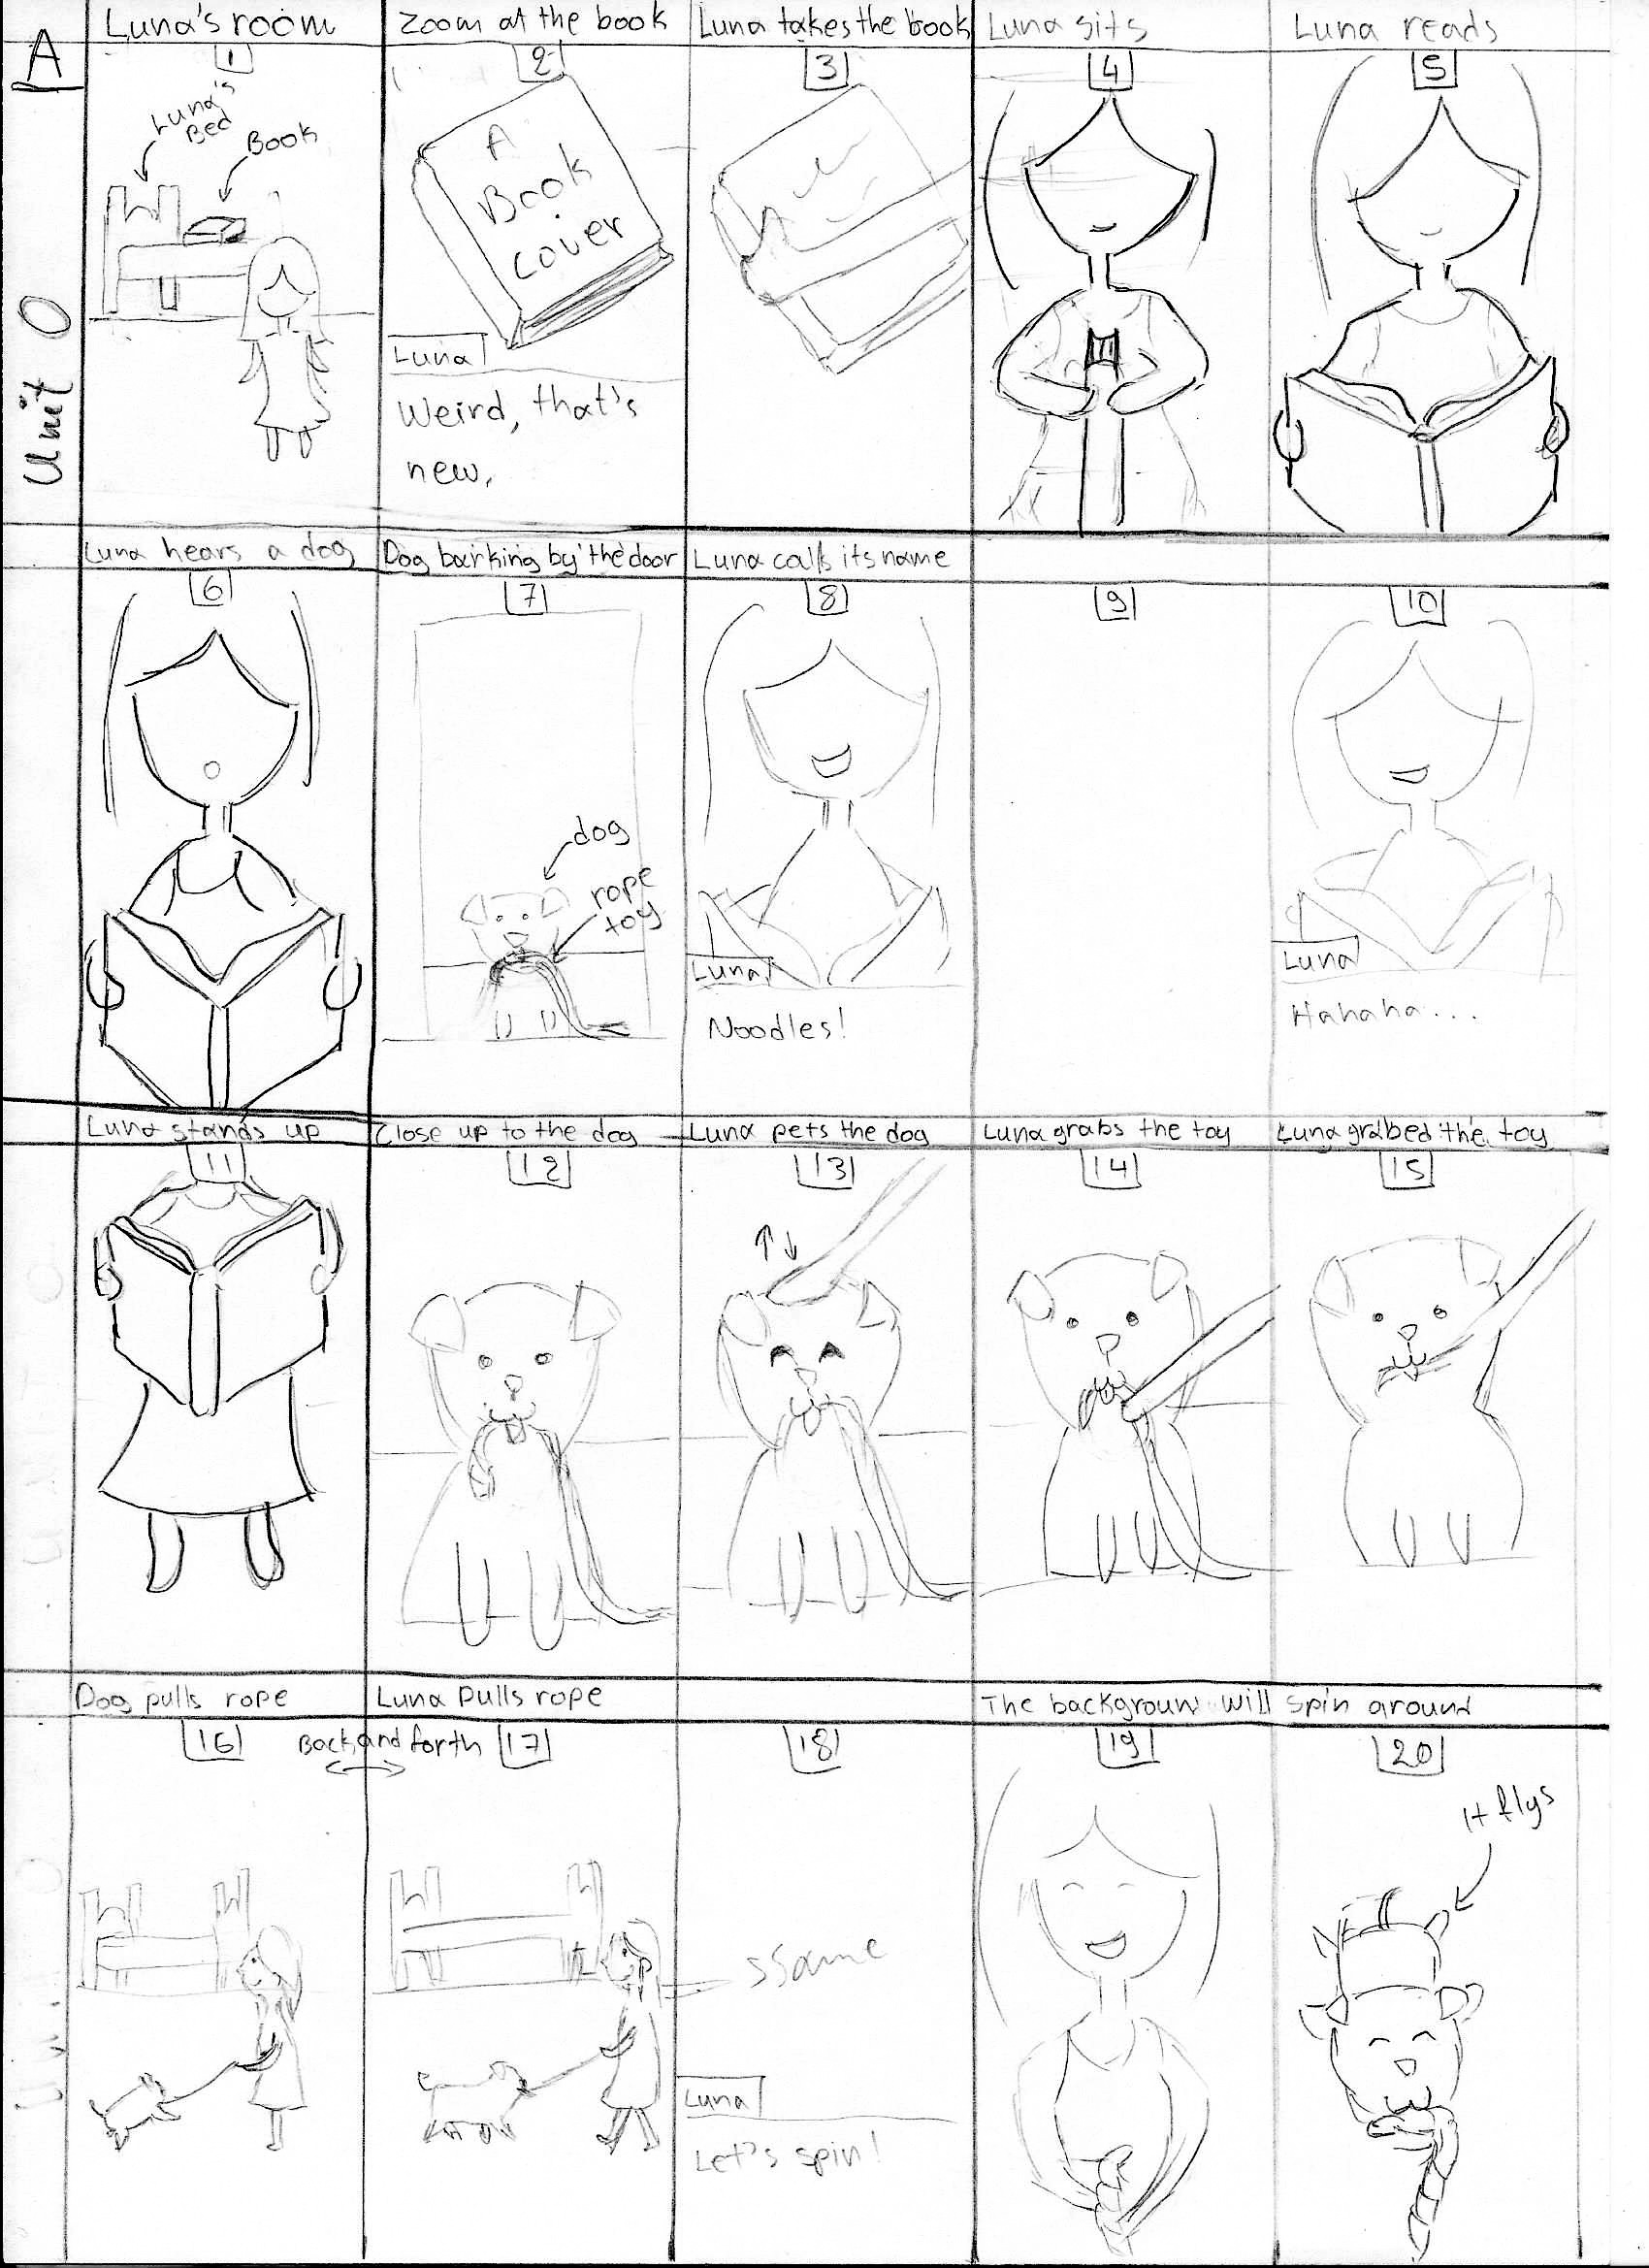 A
Unit 0
Luna's room
Zoom at the book
Luna takes the book
Luna sits
Luna reads
1
2
3
4
5
Luna's
Bed
Book
A
Book
cover
Luna
Weird, that's
new.
Luna hears a dog
Dog barking by the door
Luna calls its name
6
7
8
9
10
dog
rope
toy
Luna
Noodles!
Luna
Hahaha...
Luna stands up
Close up to the dog
Luna pets the dog
Luna grabs the toy
Luna grabed the toy
11
12
13
14
15
Dog pulls rope
Luna pulls rope
The backgroun will spin around
16
Back and forth
17
18
19
20
It flys
Luna
Let's spin!